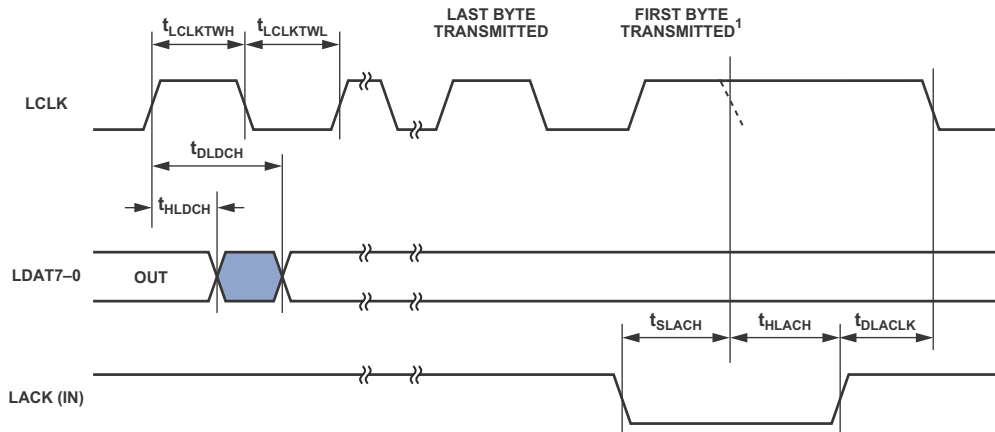 tLCLKTWH tLCLKTWL
LAST BYTE
TRANSMITTED
FIRST BYTE
TRANSMITTED1
LCLK
tDLDCH
tHLDCH
LDAT7–0
OUT
tSLACH tHLACH tDLACLK
LACK (IN)